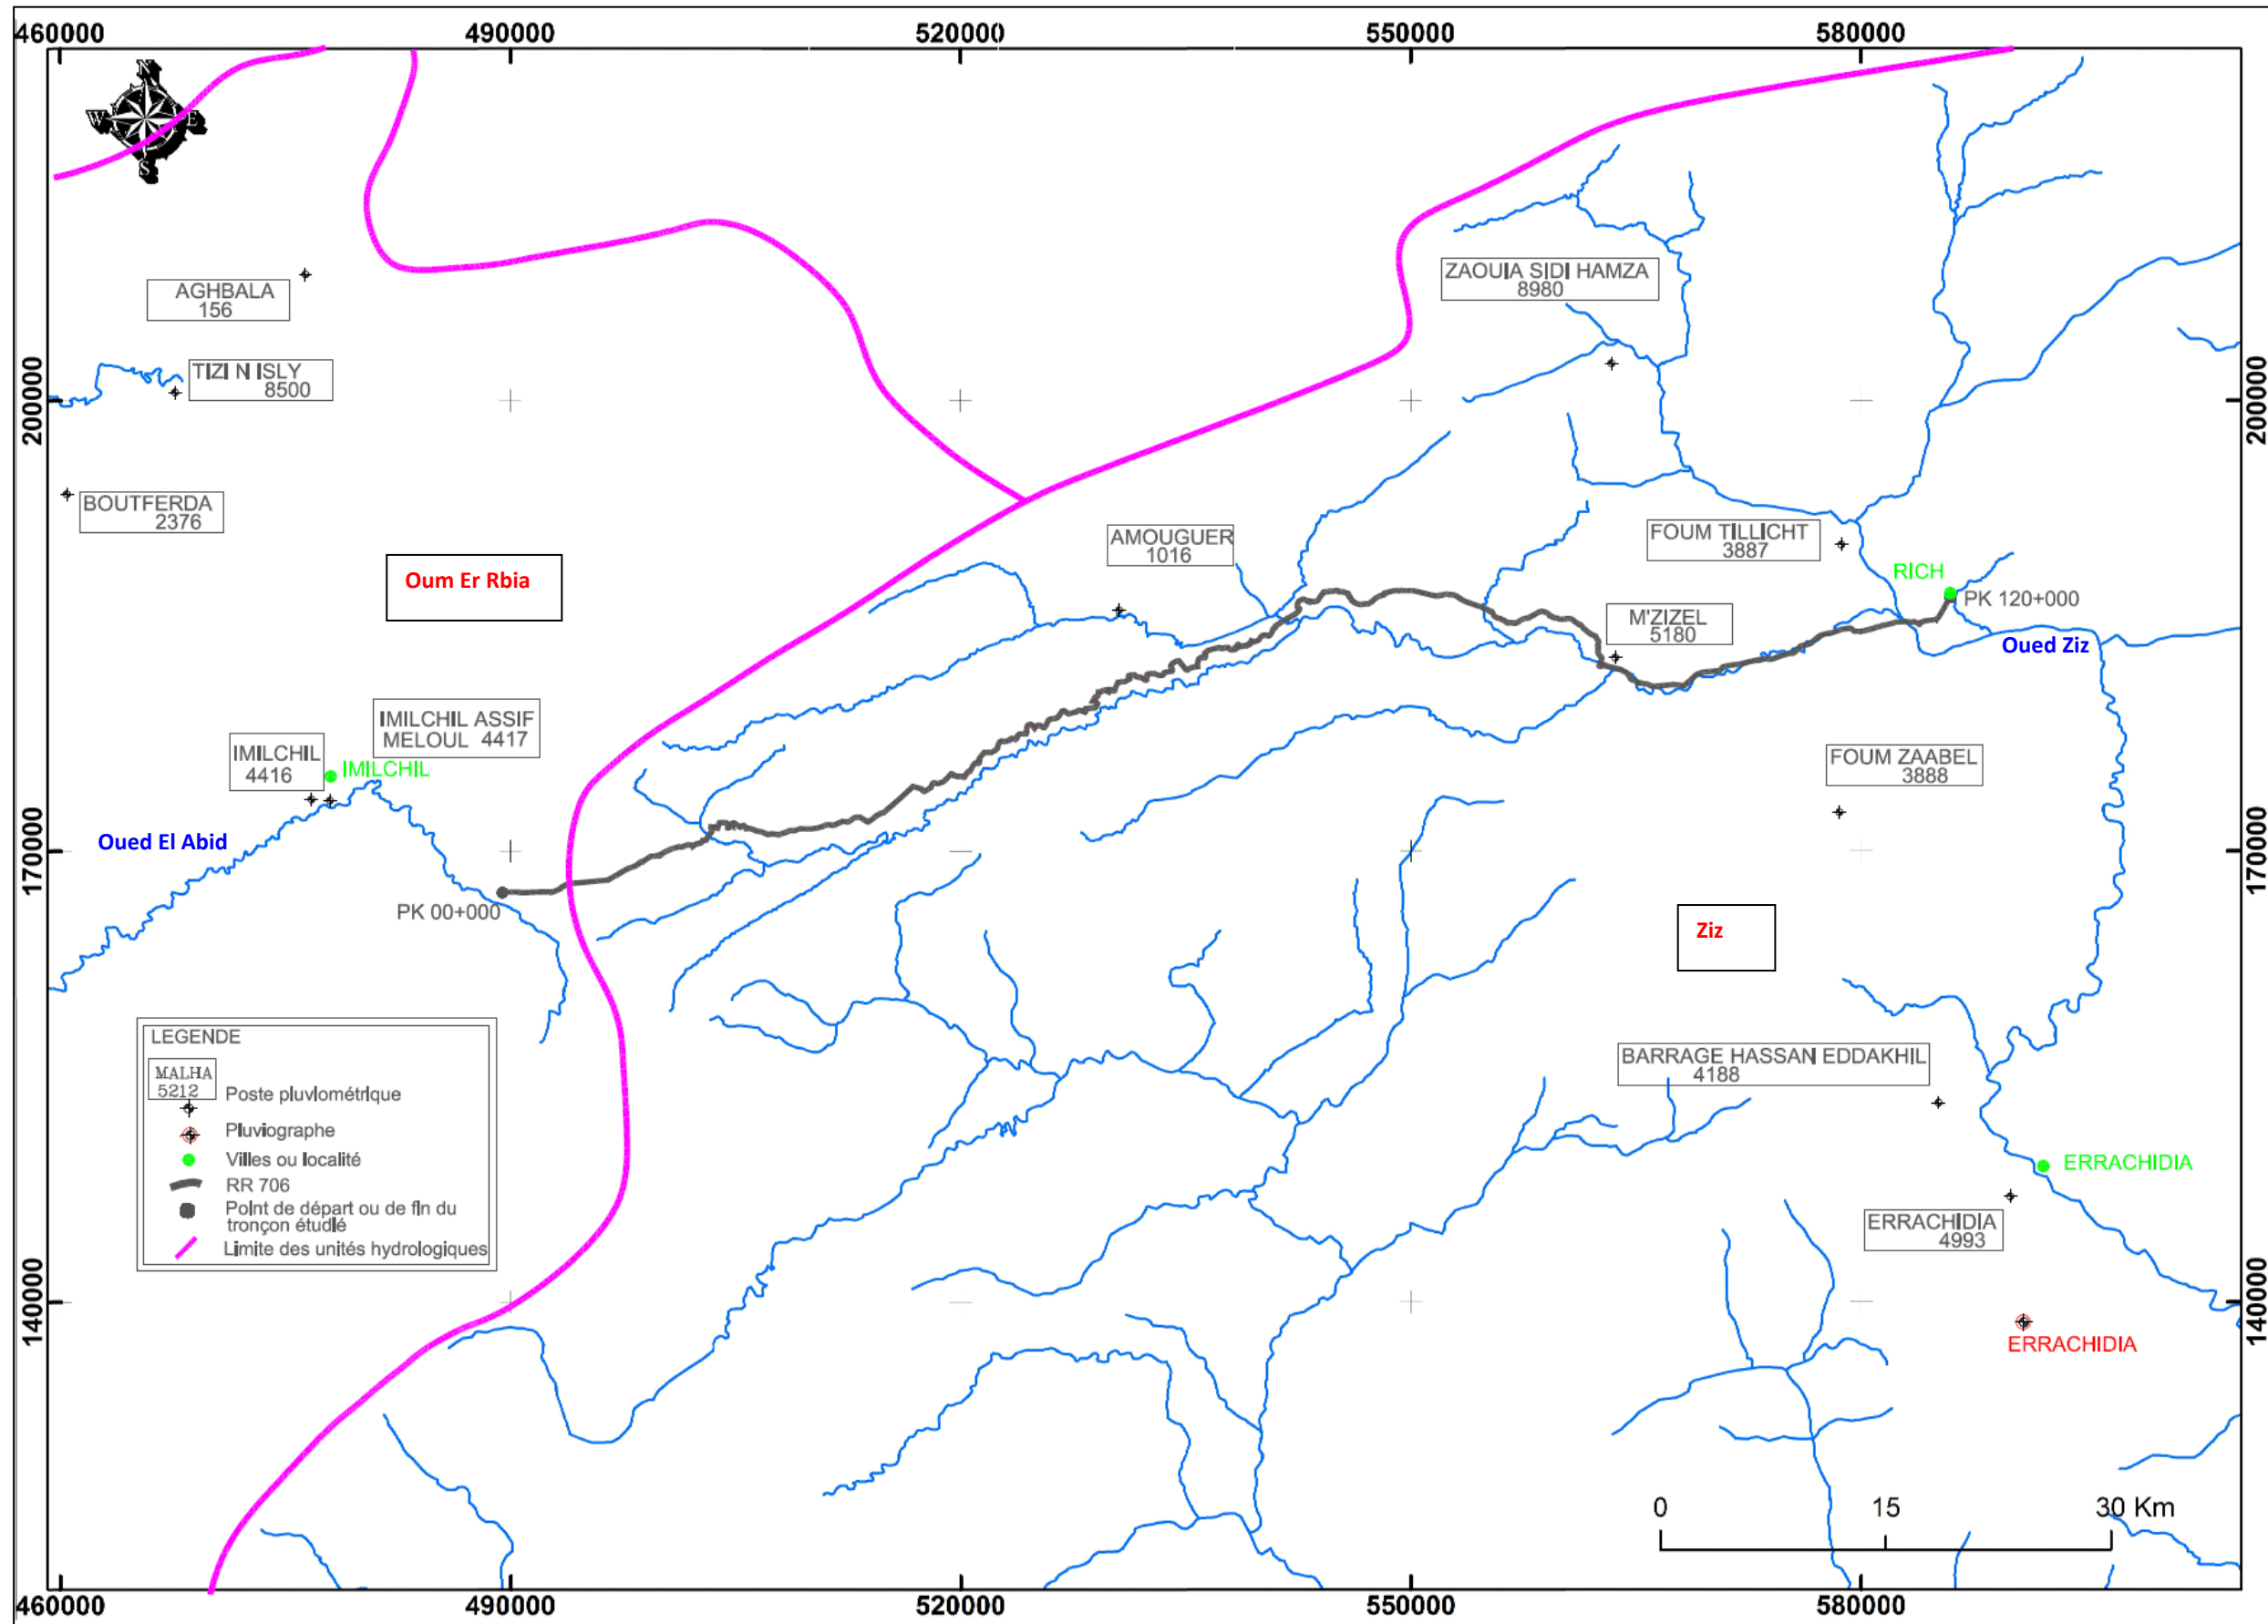 460000
490000
520000
550000
580000
N
W
E
S
ZAOUIA SIDI HAMZA
8980
AGHBALA
156
TIZI N ISLY
8500
200000
200000
BOUTFERDA
2376
Oum Er Rbia
AMOUGUER
1016
FOUM TILLICHT
3887
RICH
PK 120+000
M'ZIZEL
5180
Oued Ziz
IMILCHIL ASSIF
MELOUL 4417
IMILCHIL
4416
IMILCHIL
FOUM ZAABEL
3888
Oued El Abid
170000
170000
PK 00+000
Ziz
LEGENDE
MALHA
5212
Poste pluviométrique
Pluviographe
Villes ou localité
RR 706
Point de départ ou de fin du
tronçon étudié
Limite des unités hydrologiques
BARRAGE HASSAN EDDAKHIL
4188
ERRACHIDIA
ERRACHIDIA
4993
140000
140000
ERRACHIDIA
0 15 30 Km
460000
490000
520000
550000
580000